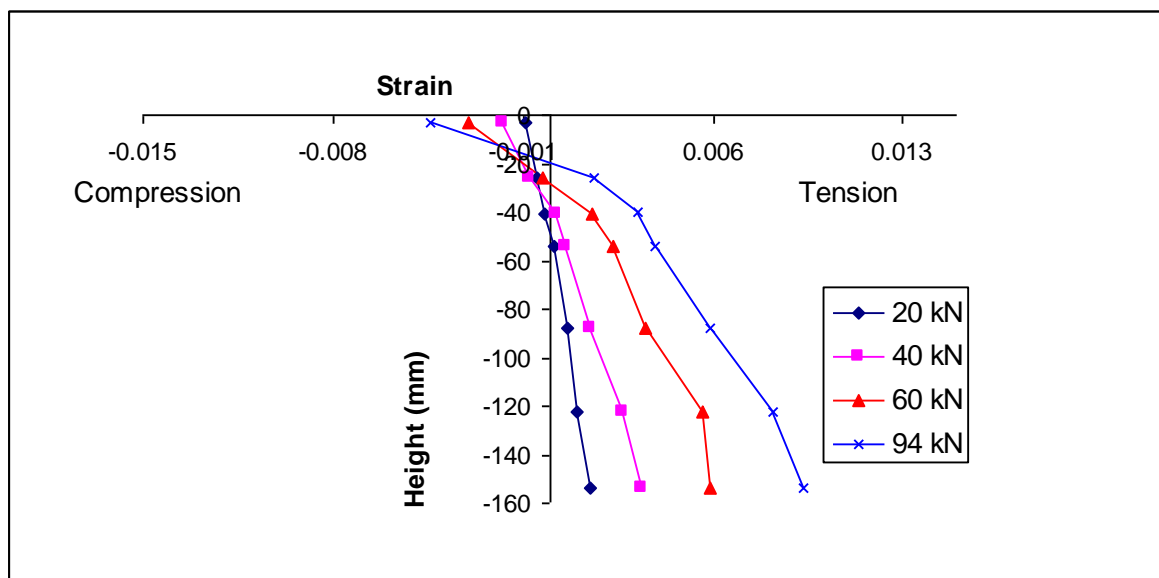 Strain
0
-0.015 -0.008 -0.001 0.006 0.013
-20
Compression Tension
-40
-60
-80
-100
-120
-140
-160
Height (mm)
20 kN
40 kN
60 kN
94 kN